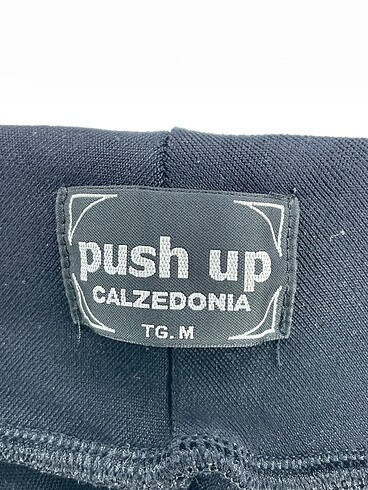 push up
CALZEDONIA
TG. M